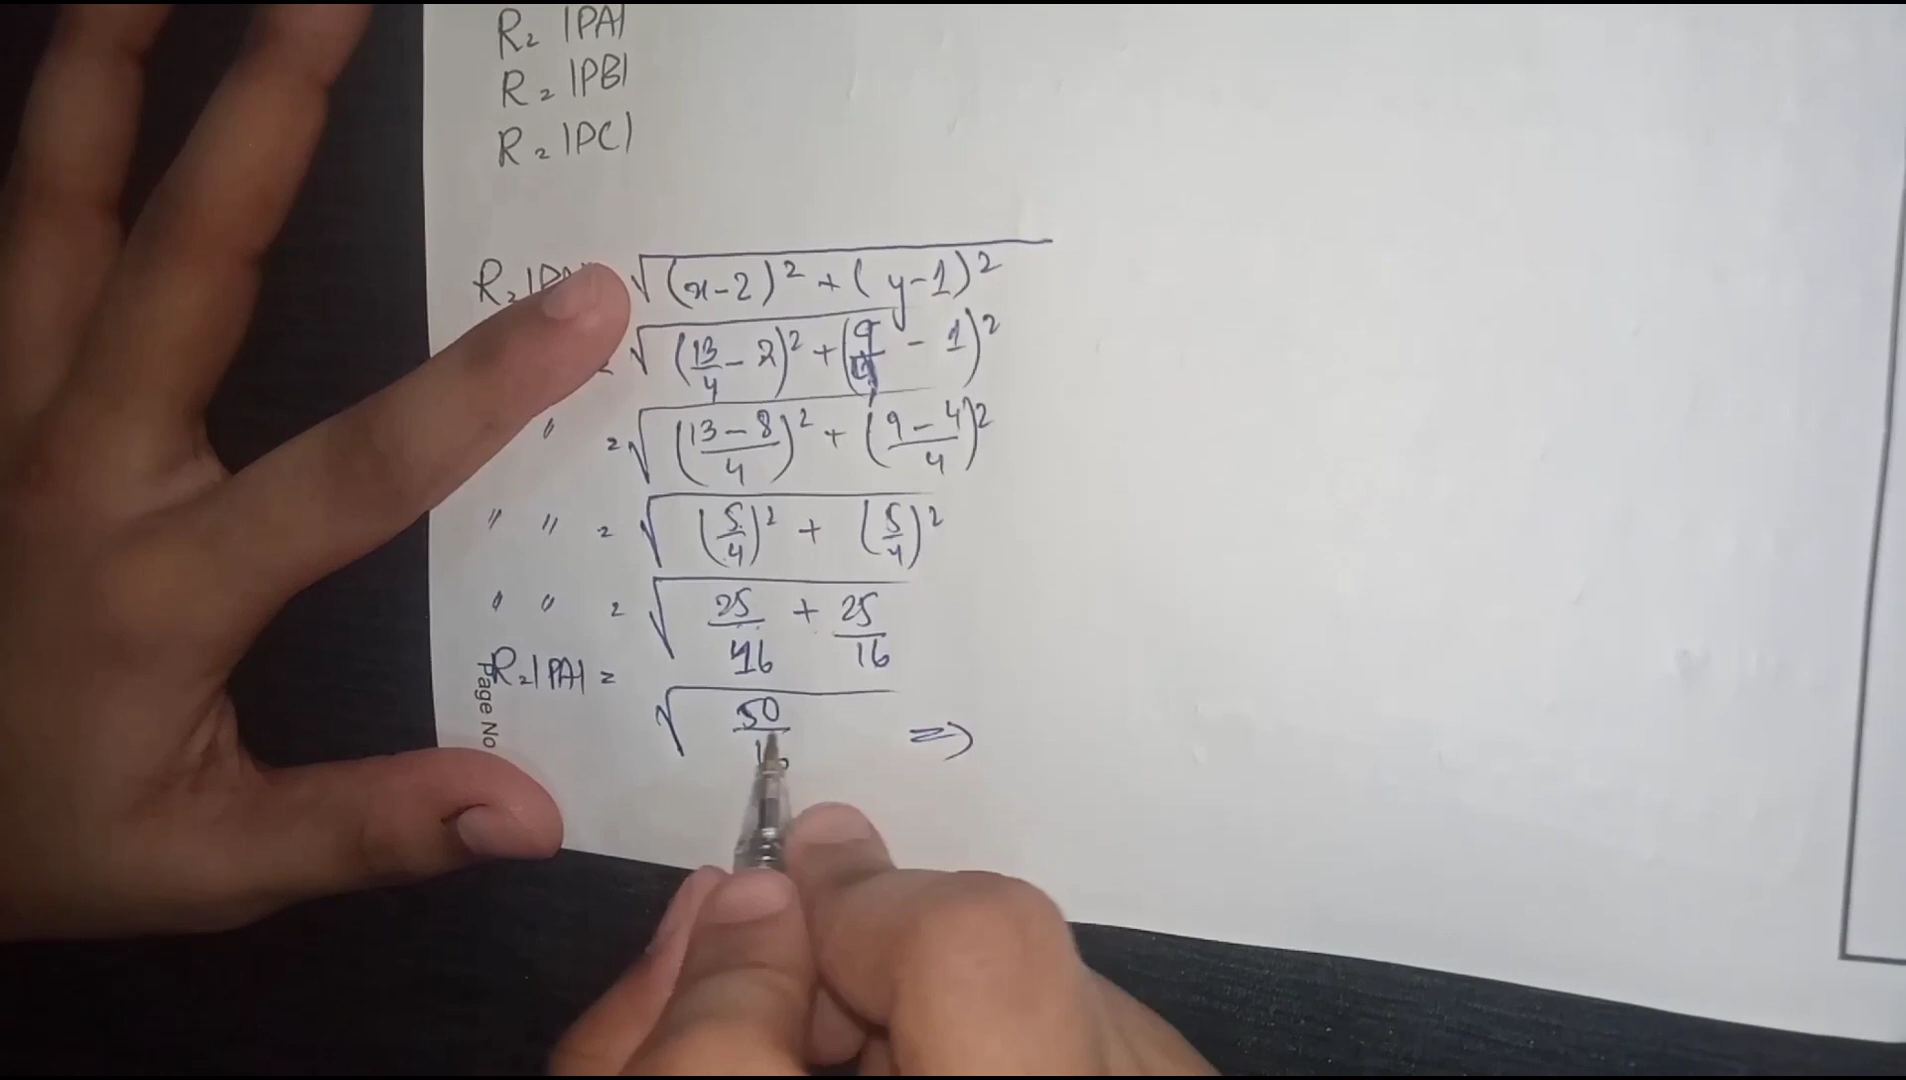 R = |PA|
R = |PB|
R = |PC|
R = |PA| √(x-2)² + (y-1)²
= √(13/4 - 2)² + (9/4 - 1)²
" = √((13-8)/4)² + ((9-4)/4)²
" " = √(5/4)² + (5/4)²
" " = √25/16 + 25/16
R = |PA| = √50/16 ⇒
Page No